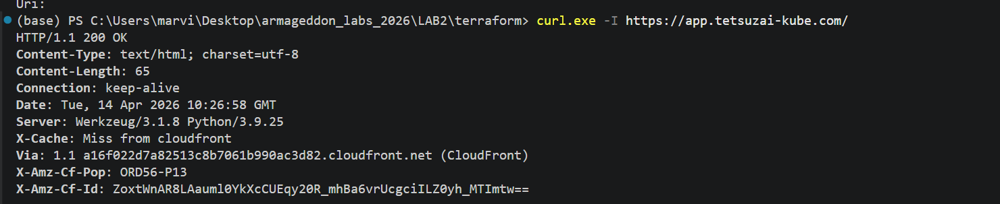 Uri:
(base) PS C:\Users\marvi\Desktop\armageddon_labs_2026\LAB2\terraform> curl.exe -I https://app.tetsuzai-kube.com/
HTTP/1.1 200 OK
Content-Type: text/html; charset=utf-8
Content-Length: 65
Connection: keep-alive
Date: Tue, 14 Apr 2026 10:26:58 GMT
Server: Werkzeug/3.1.8 Python/3.9.25
X-Cache: Miss from cloudfront
Via: 1.1 a16f022d7a82513c8b7061b990ac3d82.cloudfront.net (CloudFront)
X-Amz-Cf-Pop: ORD56-P13
X-Amz-Cf-Id: ZoxtWnAR8LAauml0YkXcCUEqy20R_mhBa6vrUcgciILZ0yh_MTImtw==